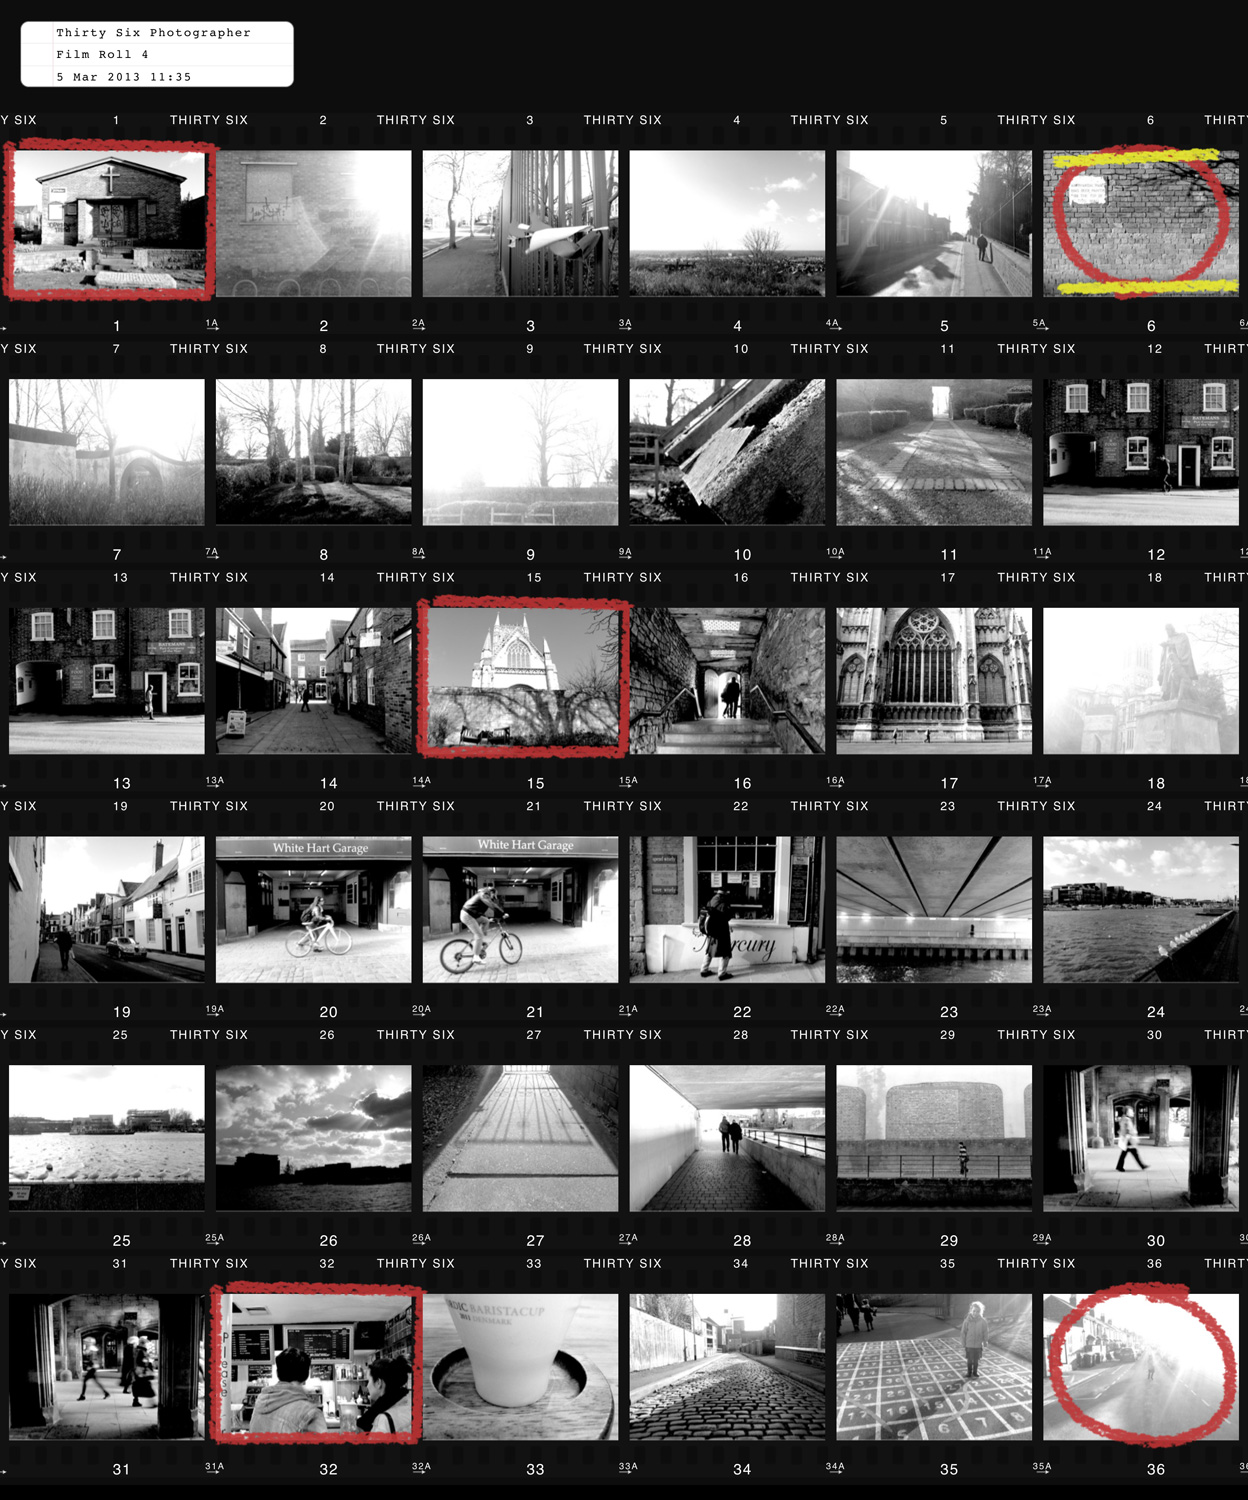 Thirty Six Photographer
Film Roll 4
5 Mar 2013 11:35
Y SIX 1 THIRTY SIX 2 THIRTY SIX 3 THIRTY SIX 4 THIRTY SIX 5 THIRTY SIX 6 THIRT
1 1A 2 2A 3 3A 4 4A 5 5A 6 6A
Y SIX 7 THIRTY SIX 8 THIRTY SIX 9 THIRTY SIX 10 THIRTY SIX 11 THIRTY SIX 12 THIRT
7 7A 8 8A 9 9A 10 10A 11 11A 12 12
Y SIX 13 THIRTY SIX 14 THIRTY SIX 15 THIRTY SIX 16 THIRTY SIX 17 THIRTY SIX 18 THIRT
13 13A 14 14A 15 15A 16 16A 17 17A 18 18
Y SIX 19 THIRTY SIX 20 THIRTY SIX 21 THIRTY SIX 22 THIRTY SIX 23 THIRTY SIX 24 THIRT
White Hart Garage White Hart Garage
Mercury
19 19A 20 20A 21 21A 22 22A 23 23A 24 24
Y SIX 25 THIRTY SIX 26 THIRTY SIX 27 THIRTY SIX 28 THIRTY SIX 29 THIRTY SIX 30 THIRT
25 25A 26 26A 27 27A 28 28A 29 29A 30 30
Y SIX 31 THIRTY SIX 32 THIRTY SIX 33 THIRTY SIX 34 THIRTY SIX 35 THIRTY SIX 36 THIRT
please
BARISTACUP
DENMARK
31 31A 32 32A 33 33A 34 34A 35 35A 36 36